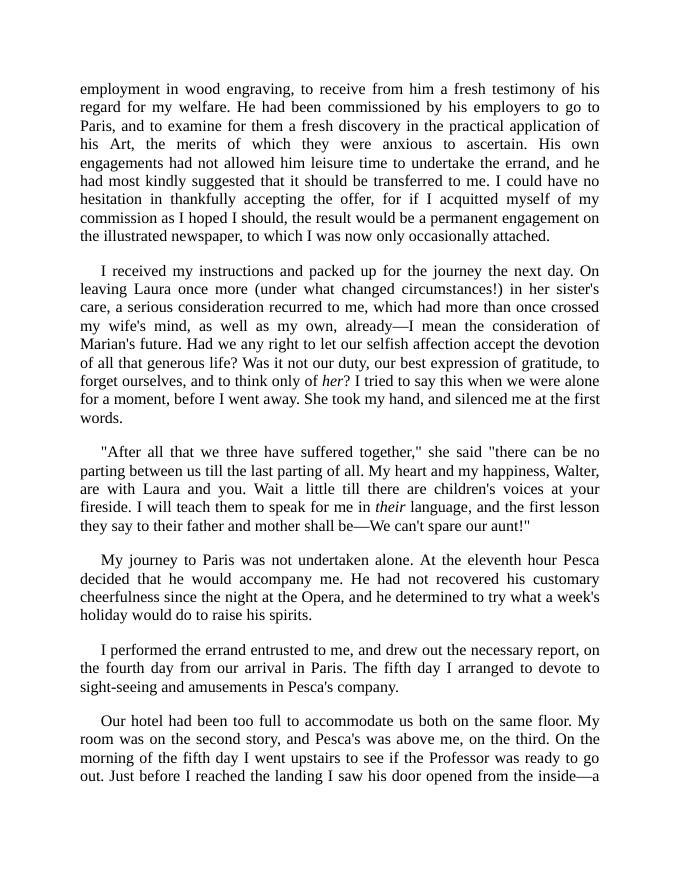 employment in wood engraving, to receive from him a fresh testimony of his
regard for my welfare. He had been commissioned by his employers to go to
Paris, and to examine for them a fresh discovery in the practical application of
his Art, the merits of which they were anxious to ascertain. His own
engagements had not allowed him leisure time to undertake the errand, and he
had most kindly suggested that it should be transferred to me. I could have no
hesitation in thankfully accepting the offer, for if I acquitted myself of my
commission as I hoped I should, the result would be a permanent engagement on
the illustrated newspaper, to which I was now only occasionally attached.
I received my instructions and packed up for the journey the next day. On
leaving Laura once more (under what changed circumstances!) in her sister's
care, a serious consideration recurred to me, which had more than once crossed
my wife's mind, as well as my own, already—I mean the consideration of
Marian's future. Had we any right to let our selfish affection accept the devotion
of all that generous life? Was it not our duty, our best expression of gratitude, to
forget ourselves, and to think only of her? I tried to say this when we were alone
for a moment, before I went away. She took my hand, and silenced me at the first
words.
"After all that we three have suffered together," she said "there can be no
parting between us till the last parting of all. My heart and my happiness, Walter,
are with Laura and you. Wait a little till there are children's voices at your
fireside. I will teach them to speak for me in their language, and the first lesson
they say to their father and mother shall be—We can't spare our aunt!"
My journey to Paris was not undertaken alone. At the eleventh hour Pesca
decided that he would accompany me. He had not recovered his customary
cheerfulness since the night at the Opera, and he determined to try what a week's
holiday would do to raise his spirits.
I performed the errand entrusted to me, and drew out the necessary report, on
the fourth day from our arrival in Paris. The fifth day I arranged to devote to
sight-seeing and amusements in Pesca's company.
Our hotel had been too full to accommodate us both on the same floor. My
room was on the second story, and Pesca's was above me, on the third. On the
morning of the fifth day I went upstairs to see if the Professor was ready to go
out. Just before I reached the landing I saw his door opened from the inside—a